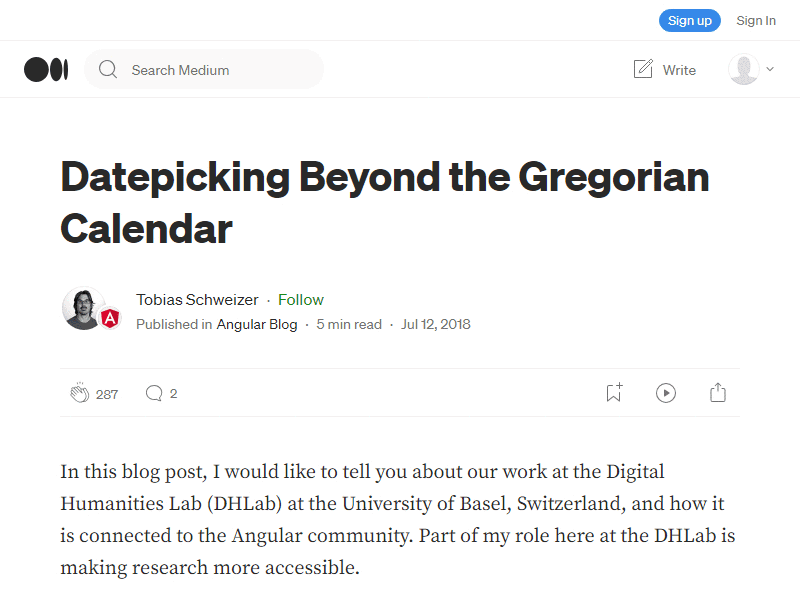 Sign up Sign In
Search Medium Write
Datepicking Beyond the Gregorian
Calendar
Tobias Schweizer · Follow
A
Published in Angular Blog · 5 min read · Jul 12, 2018
287 2
In this blog post, I would like to tell you about our work at the Digital
Humanities Lab (DHLab) at the University of Basel, Switzerland, and how it
is connected to the Angular community. Part of my role here at the DHLab is
making research more accessible.